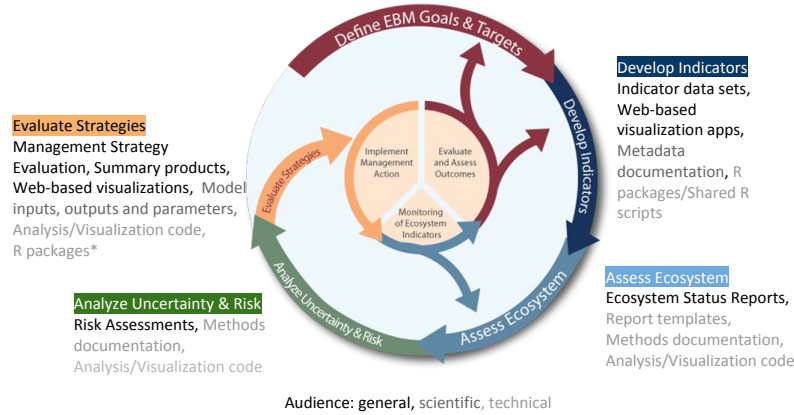 Define EBM Goals & Targets
Develop Indicators
Assess Ecosystem
Analyze Uncertainty & Risk
Evaluate Strategies
Implement
Management
Action
Evaluate and Assess
Outcomes
Monitoring
of Ecosystem
Indicators
Develop Indicators
Indicator data sets,
Web-based
visualization apps,
Metadata
documentation, R
packages/Shared R
scripts
Evaluate Strategies
Management Strategy
Evaluation, Summary products,
Web-based visualizations, Model
inputs, outputs and parameters,
Analysis/Visualization code,
R packages*
Assess Ecosystem
Ecosystem Status Reports,
Report templates,
Methods documentation,
Analysis/Visualization code
Analyze Uncertainty & Risk
Risk Assessments, Methods
documentation,
Analysis/Visualization code
Audience: general, scientific, technical